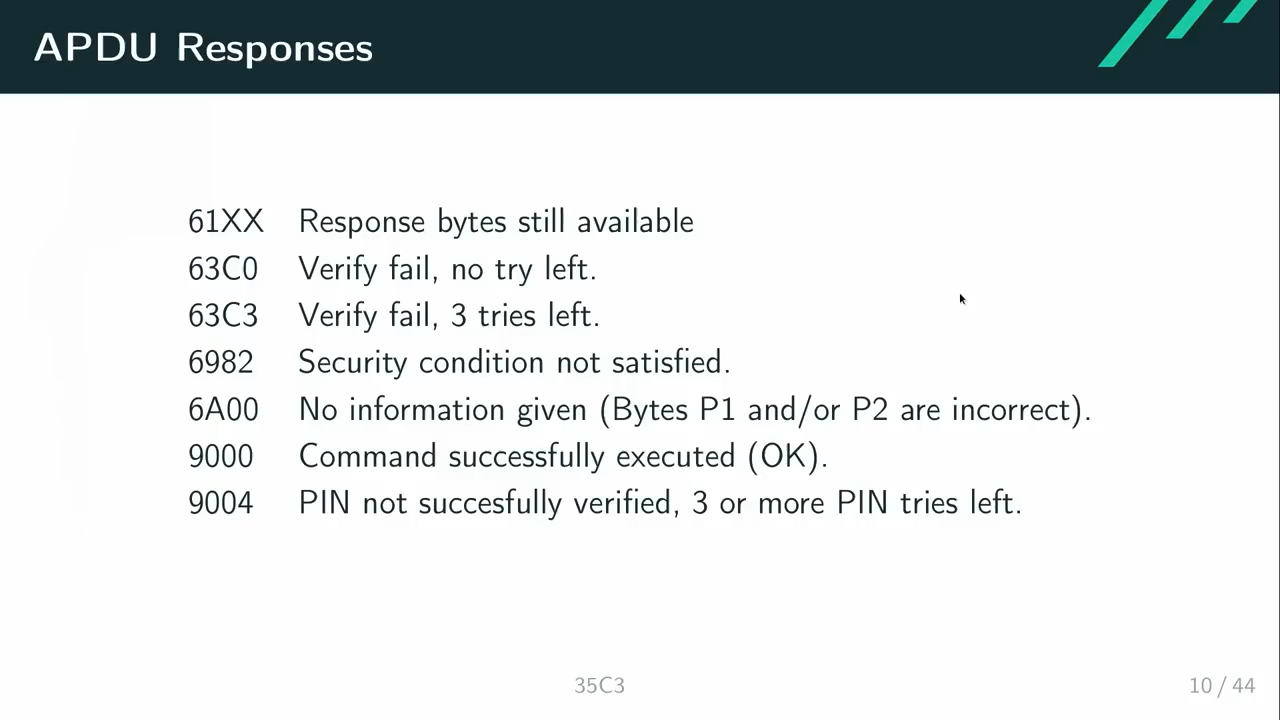 APDU Responses
61XX Response bytes still available
63C0 Verify fail, no try left.
63C3 Verify fail, 3 tries left.
6982 Security condition not satisfied.
6A00 No information given (Bytes P1 and/or P2 are incorrect).
9000 Command successfully executed (OK).
9004 PIN not succesfully verified, 3 or more PIN tries left.
35C3
10 / 44